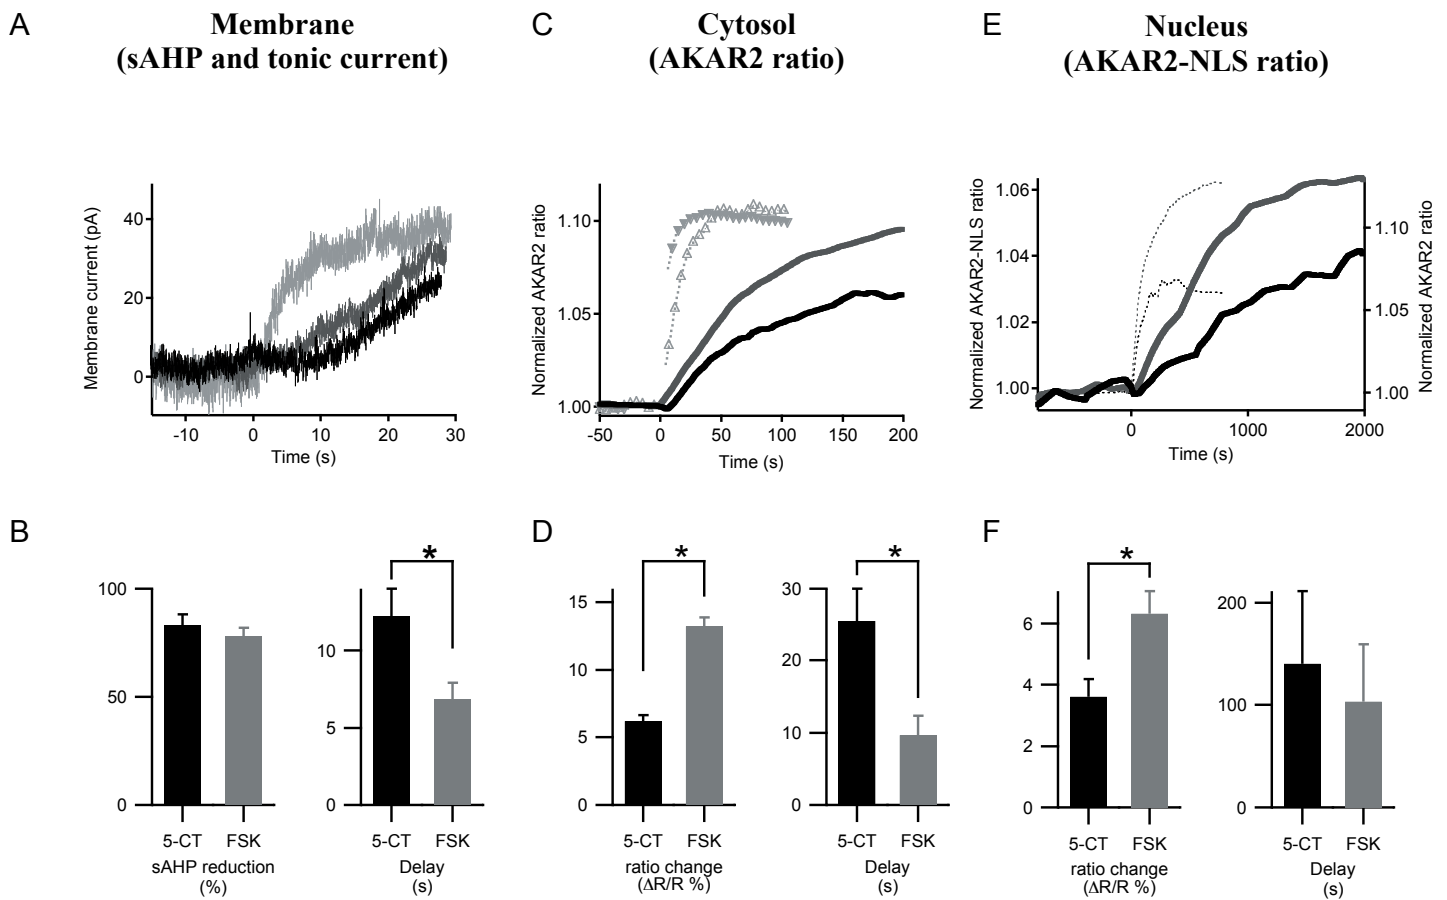 A
Membrane
(sAHP and tonic current)
C
Cytosol
(AKAR2 ratio)
E
Nucleus
(AKAR2-NLS ratio)
Membrane current (pA)
40
20
0
-10
0
10
20
30
Time (s)
Normalized AKAR2 ratio
1.10
1.05
1.00
-50
0
50
100
150
200
Time (s)
Normalized AKAR2-NLS ratio
1.06
1.04
1.02
1.00
0
1000
2000
Time (s)
1.10
1.05
1.00
Normalized AKAR2 ratio
B
100
50
0
5-CT
FSK
sAHP reduction
(%)
*
10
5
0
5-CT
FSK
Delay
(s)
D
*
15
10
5
0
5-CT
FSK
ratio change
(ΔR/R %)
*
30
20
10
0
5-CT
FSK
Delay
(s)
F
*
6
4
2
0
5-CT
FSK
ratio change
(ΔR/R %)
200
100
0
5-CT
FSK
Delay
(s)